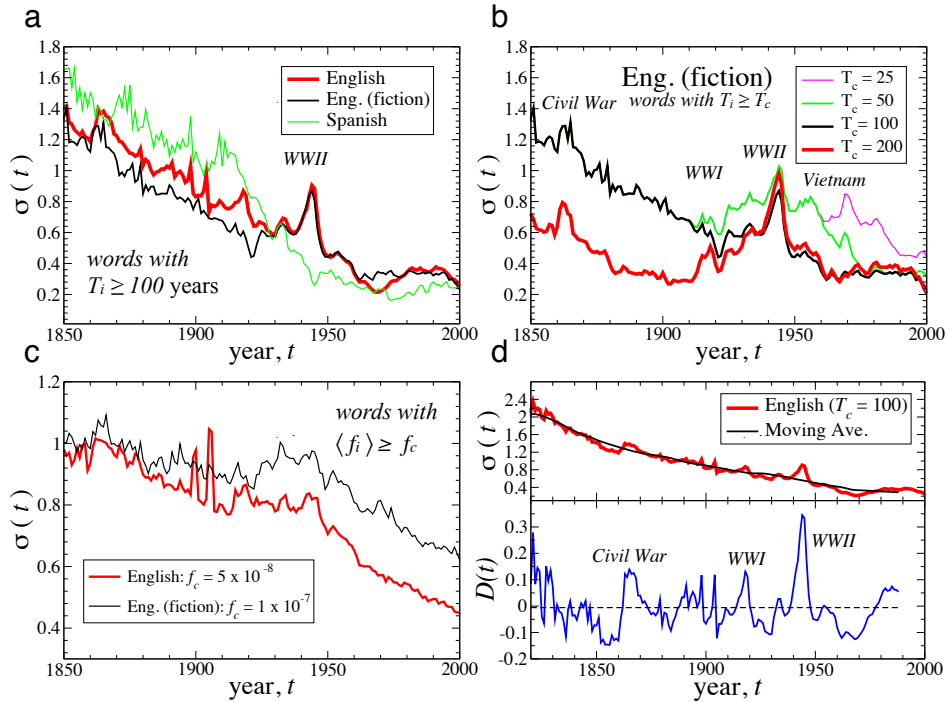 a
1.8
1.6
1.4
1.2
1
0.8
0.6
0.4
0.2
σ ( t )
English
Eng. (fiction)
Spanish
WWII
words with
T_i ≥ 100 years
1850
1900
1950
2000
year, t
b
1.8
1.6
1.4
1.2
1
0.8
0.6
0.4
0.2
σ ( t )
Eng. (fiction)
words with T_i ≥ T_c
T_c = 25
T_c = 50
T_c = 100
T_c = 200
Civil War
WWI
WWII
Vietnam
1850
1900
1950
2000
year, t
c
1.2
1
0.8
0.6
0.4
σ ( t )
words with
⟨ f_i ⟩ ≥ f_c
English: f_c = 5 x 10^-8
Eng. (fiction): f_c = 1 x 10^-7
1850
1900
1950
2000
year, t
d
2.4
2.0
1.6
1.2
0.8
0.4
σ ( t )
English (T_c = 100)
Moving Ave.
0.3
0.2
0.1
0
-0.1
-0.2
D(t)
Civil War
WWI
WWII
1850
1900
1950
2000
year, t